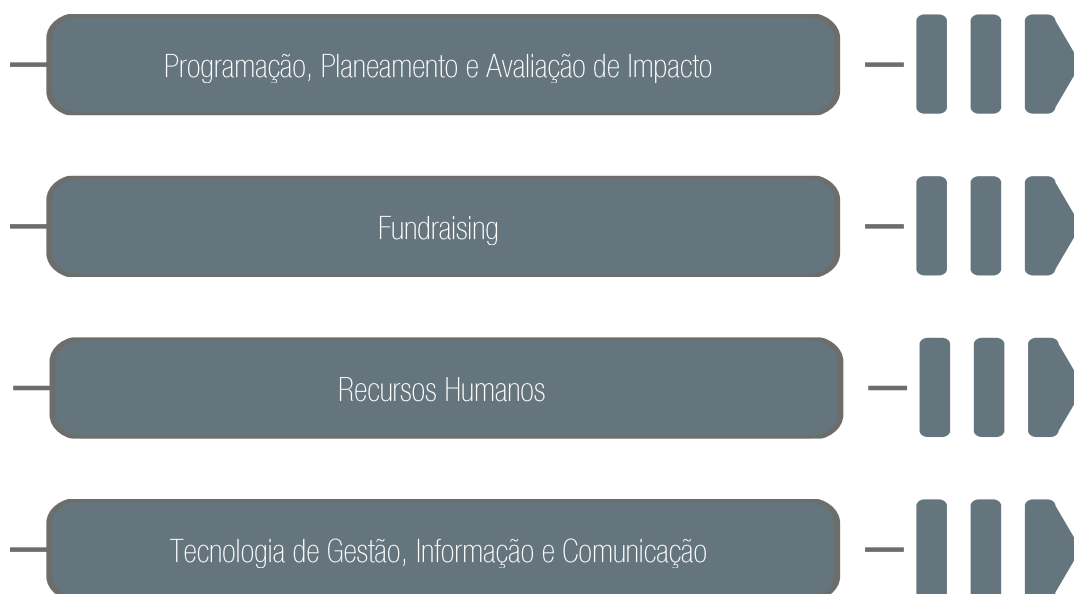 Programação, Planeamento e Avaliação de Impacto
Fundraising
Recursos Humanos
Tecnologia de Gestão, Informação e Comunicação